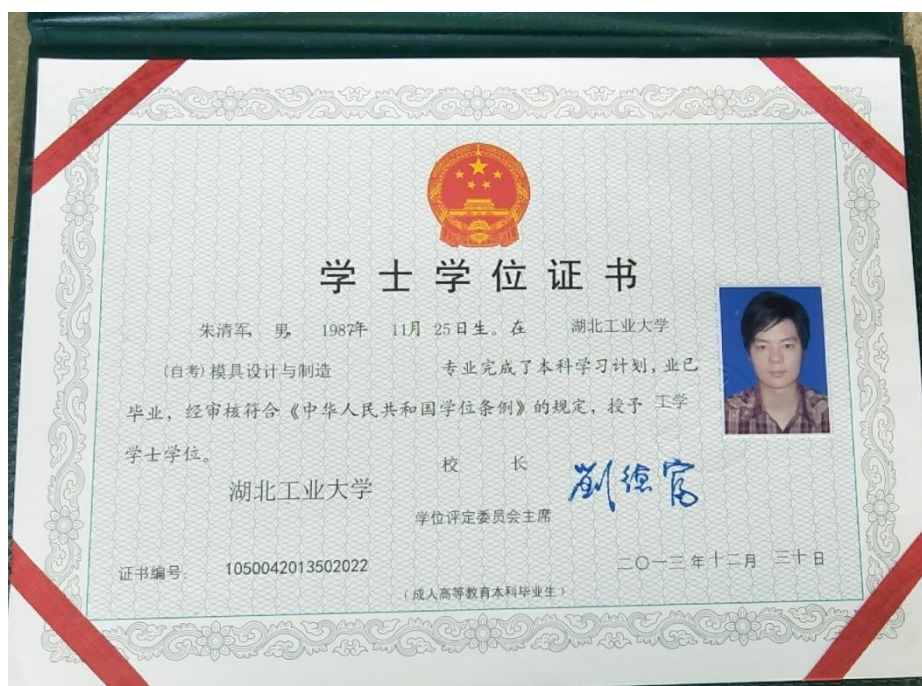 学士学位证书
朱清军，男，1987年 11月 25日生。在 湖北工业大学
(自考)模具设计与制造 专业完成了本科学习计划，业已
毕业，经审核符合《中华人民共和国学位条例》的规定，授予 工学
学士学位。
湖北工业大学
校 长 刘德富
学位评定委员会主席
证书编号 1050042013502022
二〇一三年十二月 三十日
(成人高等教育本科毕业生)